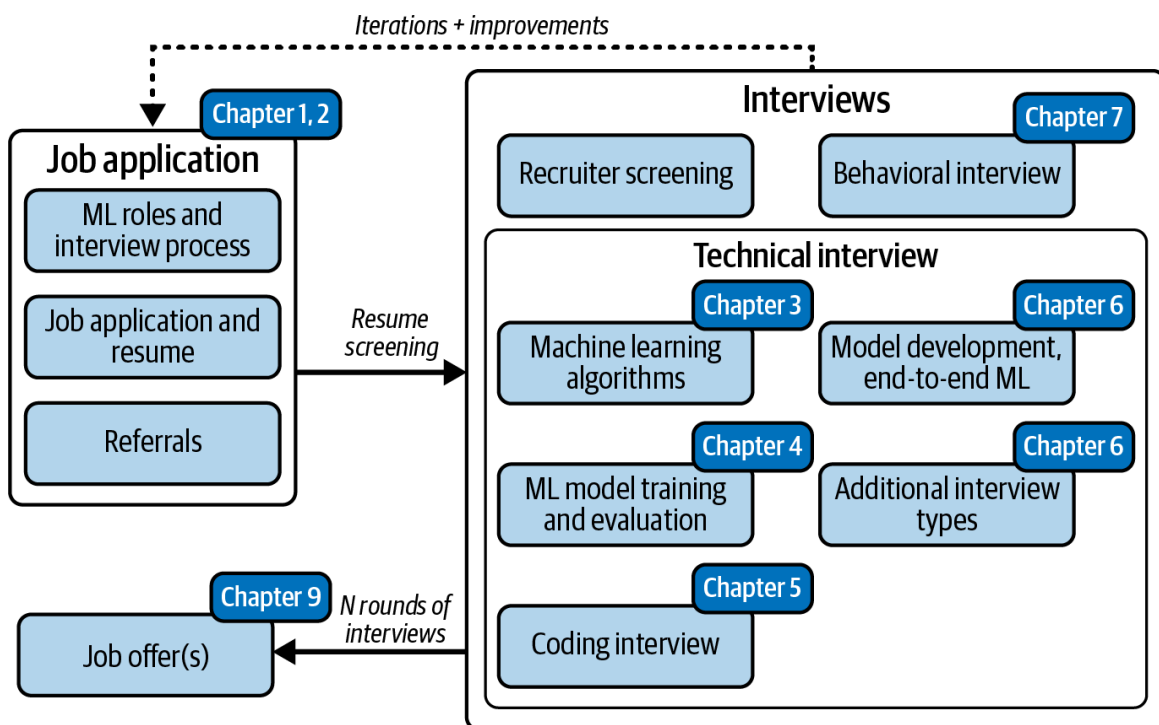 Iterations + improvements
Chapter 1, 2
Job application
ML roles and
interview process
Job application and
resume
Referrals
Resume
screening
Interviews
Chapter 7
Recruiter screening
Behavioral interview
Technical interview
Chapter 3
Machine learning
algorithms
Chapter 6
Model development,
end-to-end ML
Chapter 4
ML model training
and evaluation
Chapter 6
Additional interview
types
Chapter 5
Coding interview
N rounds of
interviews
Chapter 9
Job offer(s)